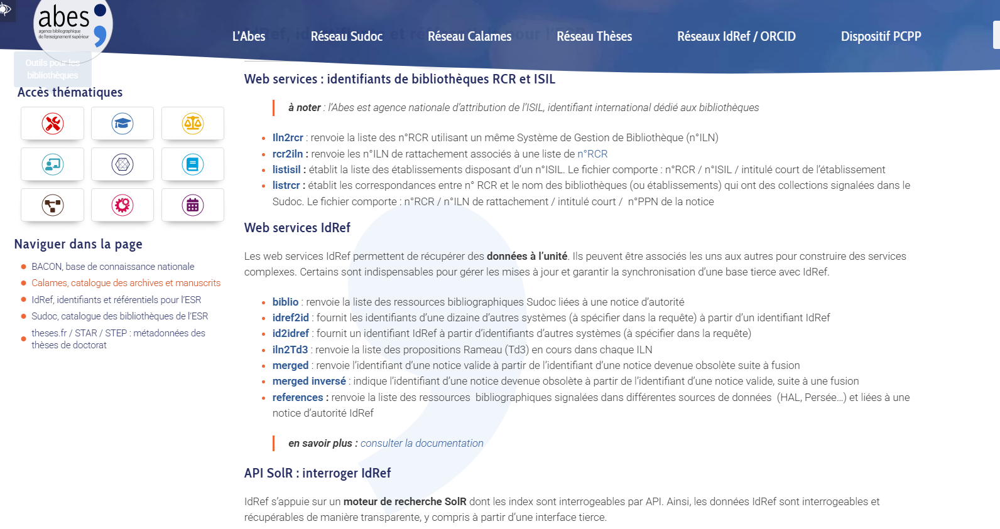 abes
agence bibliographique
de l'enseignement supérieur
L'Abes
Réseau Sudoc
Réseau Calames
Réseau Thèses
Réseaux IdRef / ORCID
Dispositif PCPP
IdRef, identifiants et référentiels pour l'ESR
Outils pour les
bibliothèques
Accès thématiques
Naviguer dans la page
BACON, base de connaissance nationale
Calames, catalogue des archives et manuscrits
IdRef, identifiants et référentiels pour l'ESR
Sudoc, catalogue des bibliothèques de l'ESR
theses.fr / STAR / STEP : métadonnées des
thèses de doctorat
Web services : identifiants de bibliothèques RCR et ISIL
à noter : l'Abes est agence nationale d'attribution de l'ISIL, identifiant international dédié aux bibliothèques
Iln2rcr : renvoie la liste des n°RCR utilisant un même Système de Gestion de Bibliothèque (n°ILN)
rcr2iln : renvoie les n°ILN de rattachement associés à une liste de n°RCR
listisil : établit la liste des établissements disposant d'un n°ISIL. Le fichier comporte : n°RCR / n°ISIL / intitulé court de l'établissement
listrcr : établit les correspondances entre n° RCR et le nom des bibliothèques (ou établissements) qui ont des collections signalées dans le
Sudoc. Le fichier comporte : n°RCR / n°ILN de rattachement / intitulé court / n°PPN de la notice
Web services IdRef
Les web services IdRef permettent de récupérer des données à l'unité. Ils peuvent être associés les uns aux autres pour construire des services
complexes. Certains sont indispensables pour gérer les mises à jour et garantir la synchronisation d'une base tierce avec IdRef.
biblio : renvoie la liste des ressources bibliographiques Sudoc liées à une notice d'autorité
idref2id : fournit les identifiants d'une dizaine d'autres systèmes (à spécifier dans la requête) à partir d'un identifiant IdRef
id2idref : fournit un identifiant IdRef à partir d'identifiants d'autres systèmes (à spécifier dans la requête)
iln2Td3 : renvoie la liste des propositions Rameau (Td3) en cours dans chaque ILN
merged : renvoie l'identifiant d'une notice valide à partir de l'identifiant d'une notice devenue obsolète suite à fusion
merged inversé : indique l'identifiant d'une notice devenue obsolète à partir de l'identifiant d'une notice valide, suite à une fusion
references : renvoie la liste des ressources bibliographiques signalées dans différentes sources de données (HAL, Persée…) et liées à une
notice d'autorité IdRef
en savoir plus : consulter la documentation
API SolR : interroger IdRef
IdRef s'appuie sur un moteur de recherche SolR dont les index sont interrogeables par API. Ainsi, les données IdRef sont interrogeables et
récupérables de manière transparente, y compris à partir d'une interface tierce.